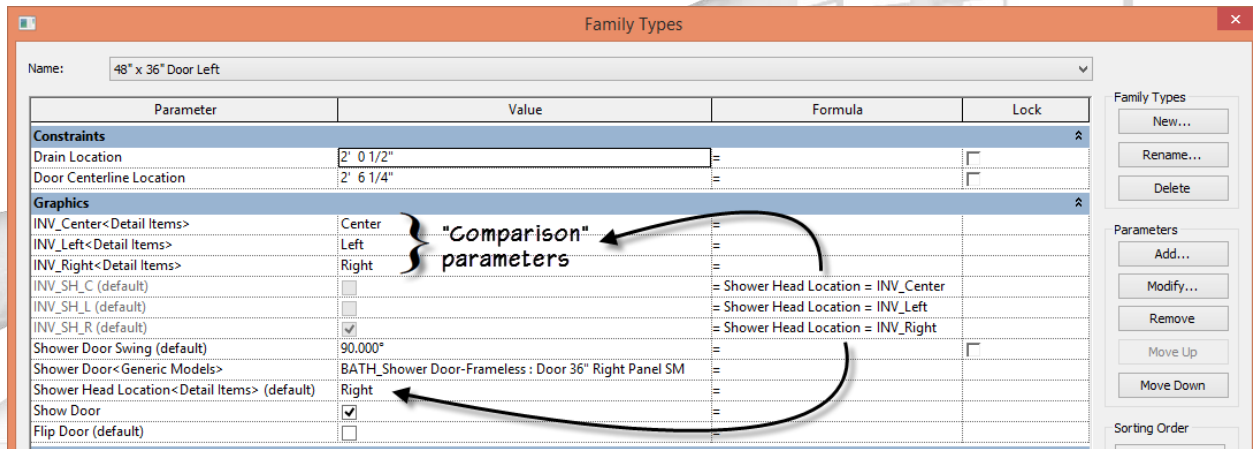 Family Types
Name: 48" x 36" Door Left
Parameter Value Formula Lock
Constraints
Drain Location 2' 0 1/2" =
Door Centerline Location 2' 6 1/4" =
Graphics
INV_Center<Detail Items> Center =
INV_Left<Detail Items> Left =
INV_Right<Detail Items> Right =
"Comparison"
parameters
INV_SH_C (default) = Shower Head Location = INV_Center
INV_SH_L (default) = Shower Head Location = INV_Left
INV_SH_R (default) = Shower Head Location = INV_Right
Shower Door Swing (default) 90.000° =
Shower Door<Generic Models> BATH_Shower Door-Frameless : Door 36" Right Panel SM =
Shower Head Location<Detail Items> (default) Right =
Show Door =
Flip Door (default) =
Family Types
New...
Rename...
Delete
Parameters
Add...
Modify...
Remove
Move Up
Move Down
Sorting Order